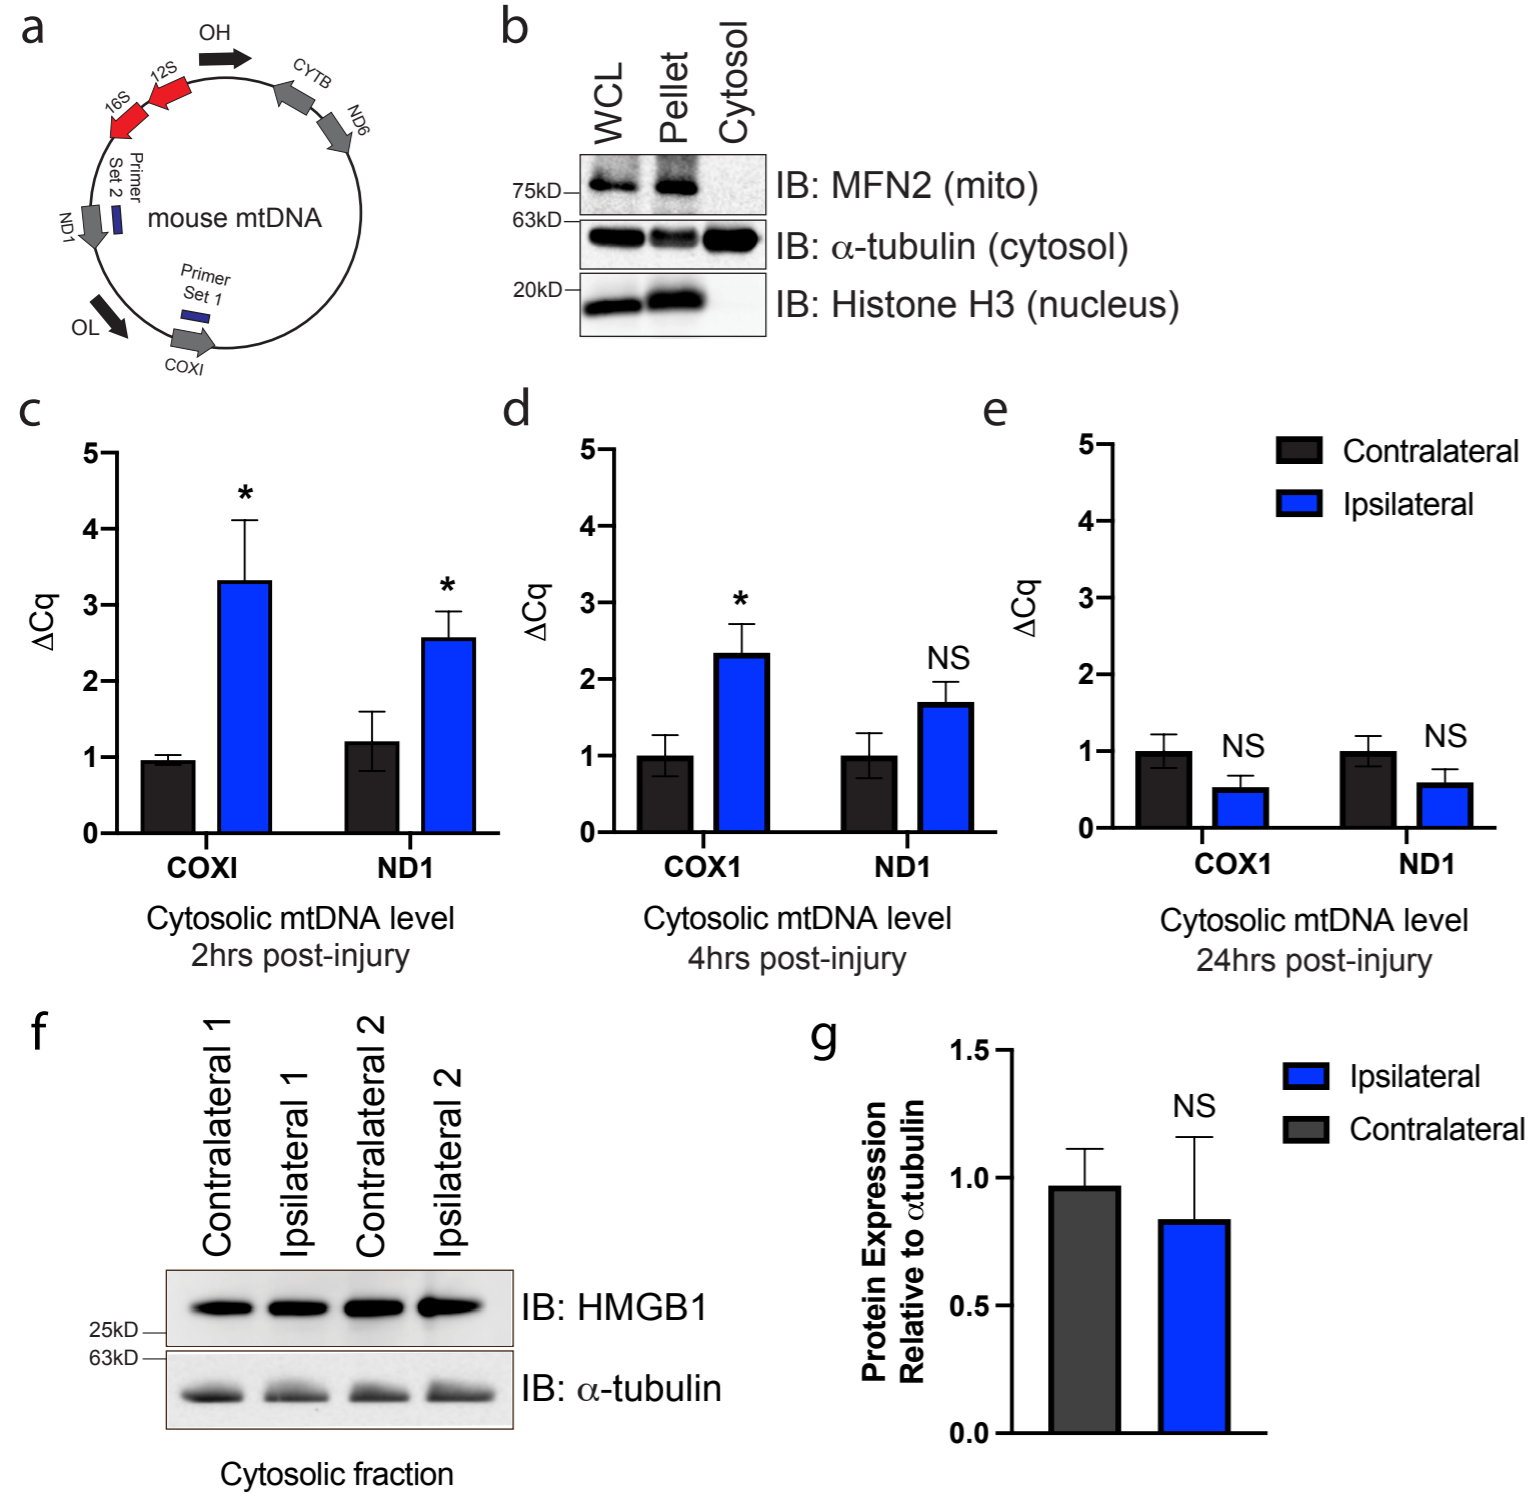 a
OH
12S
16S
CYTB
ND6
Primer
Set 2
ND1
mouse mtDNA
Primer
Set 1
OL
COXI
b
WCL
Pellet
Cytosol
75kD
IB: MFN2 (mito)
63kD
IB: α-tubulin (cytosol)
20kD
IB: Histone H3 (nucleus)
c
5
4
3
2
1
0
ΔCq
*
*
COXI
ND1
Cytosolic mtDNA level
2hrs post-injury
d
5
4
3
2
1
0
ΔCq
*
NS
COX1
ND1
Cytosolic mtDNA level
4hrs post-injury
e
5
4
3
2
1
0
ΔCq
NS
NS
COX1
ND1
Cytosolic mtDNA level
24hrs post-injury
Contralateral
Ipsilateral
f
Contralateral 1
Ipsilateral 1
Contralateral 2
Ipsilateral 2
IB: HMGB1
25kD
63kD
IB: α-tubulin
Cytosolic fraction
g
1.5
1.0
0.5
0.0
Protein Expression
Relative to αtubulin
NS
Ipsilateral
Contralateral